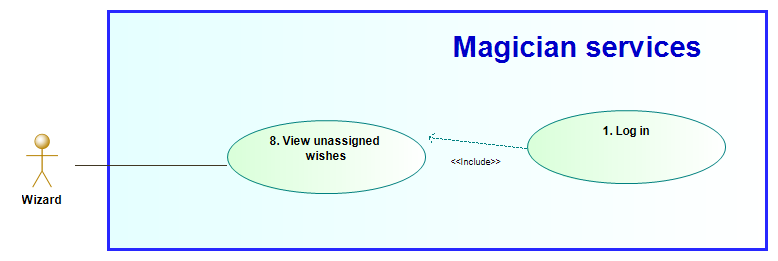 Magician services
8. View unassigned
wishes
1. Log in
<<include>>
Wizard